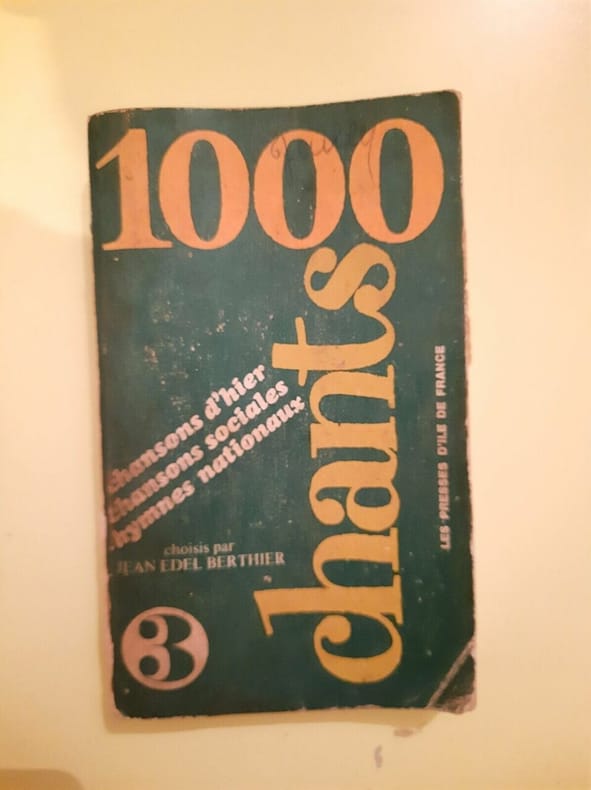 1000
chants
chansons d'hier
chansons sociales
hymnes nationaux
choisis par
JEAN EDEL BERTHIER
3
LES PRESSES D'ILE DE FRANCE